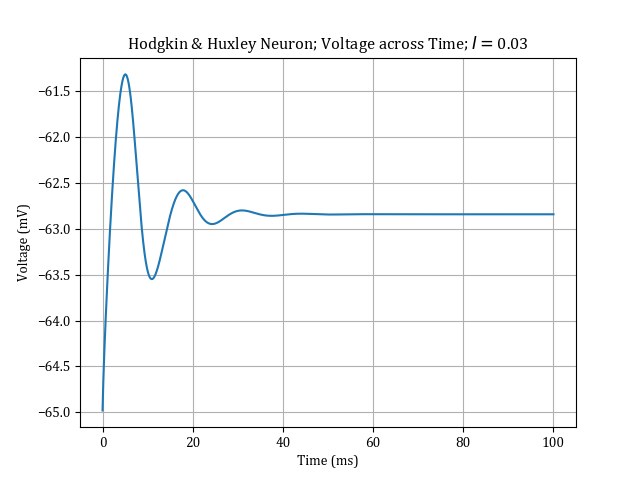 Hodgkin & Huxley Neuron; Voltage across Time; I = 0.03
−61.5
−62.0
−62.5
−63.0
−63.5
−64.0
−64.5
−65.0
Voltage (mV)
0 20 40 60 80 100
Time (ms)